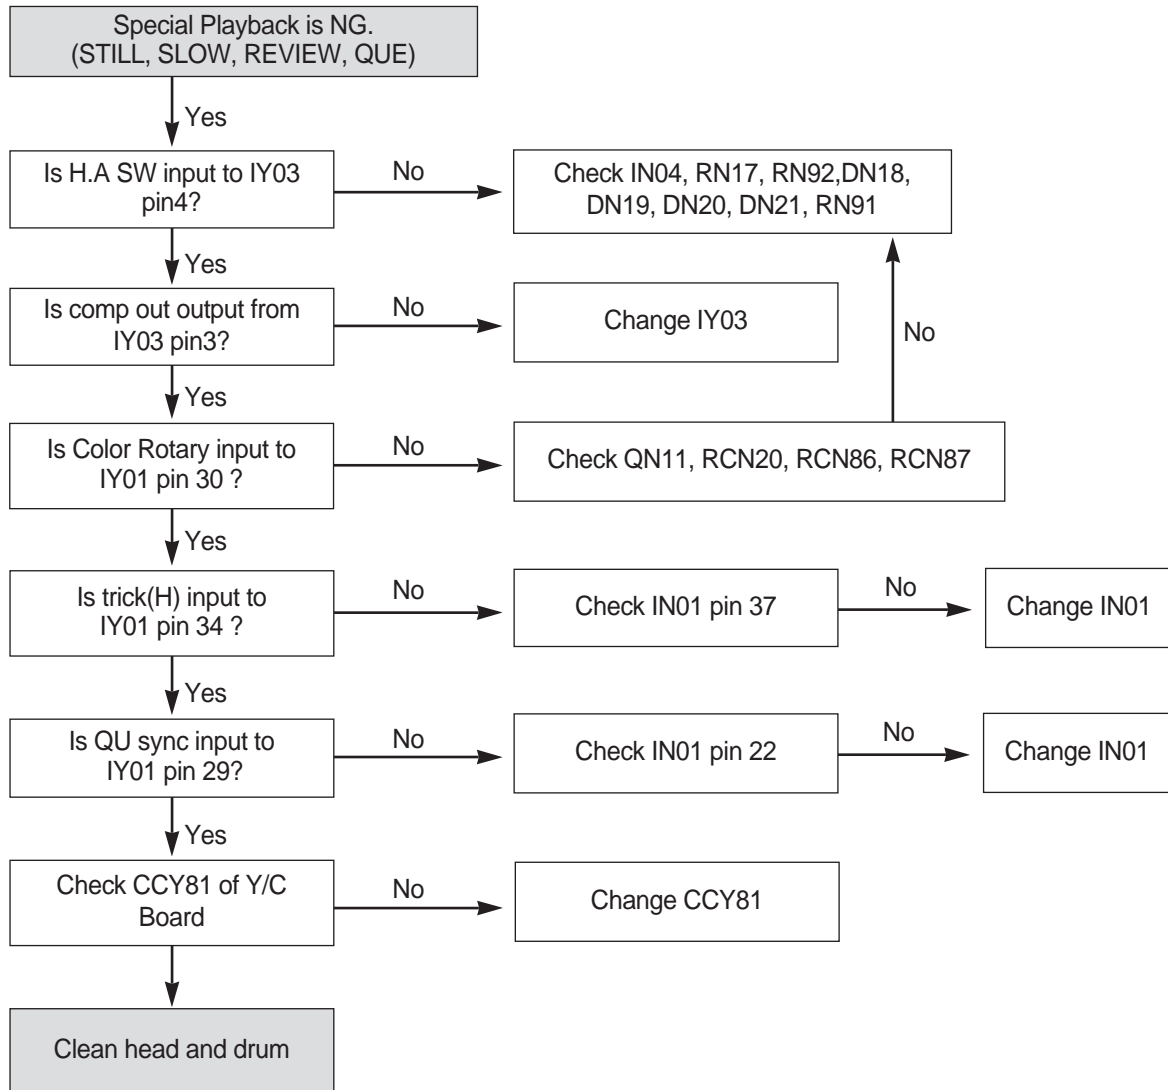 Special Playback is NG.
(STILL, SLOW, REVIEW, QUE)
Yes
Is H.A SW input to IY03
pin4?
No
Check IN04, RN17, RN92,DN18,
DN19, DN20, DN21, RN91
Yes
Is comp out output from
IY03 pin3?
No
Change IY03
No
Yes
Is Color Rotary input to
IY01 pin 30 ?
No
Check QN11, RCN20, RCN86, RCN87
Yes
Is trick(H) input to
IY01 pin 34 ?
No
Check IN01 pin 37
No
Change IN01
Yes
Is QU sync input to
IY01 pin 29?
No
Check IN01 pin 22
No
Change IN01
Yes
Check CCY81 of Y/C
Board
No
Change CCY81
Clean head and drum